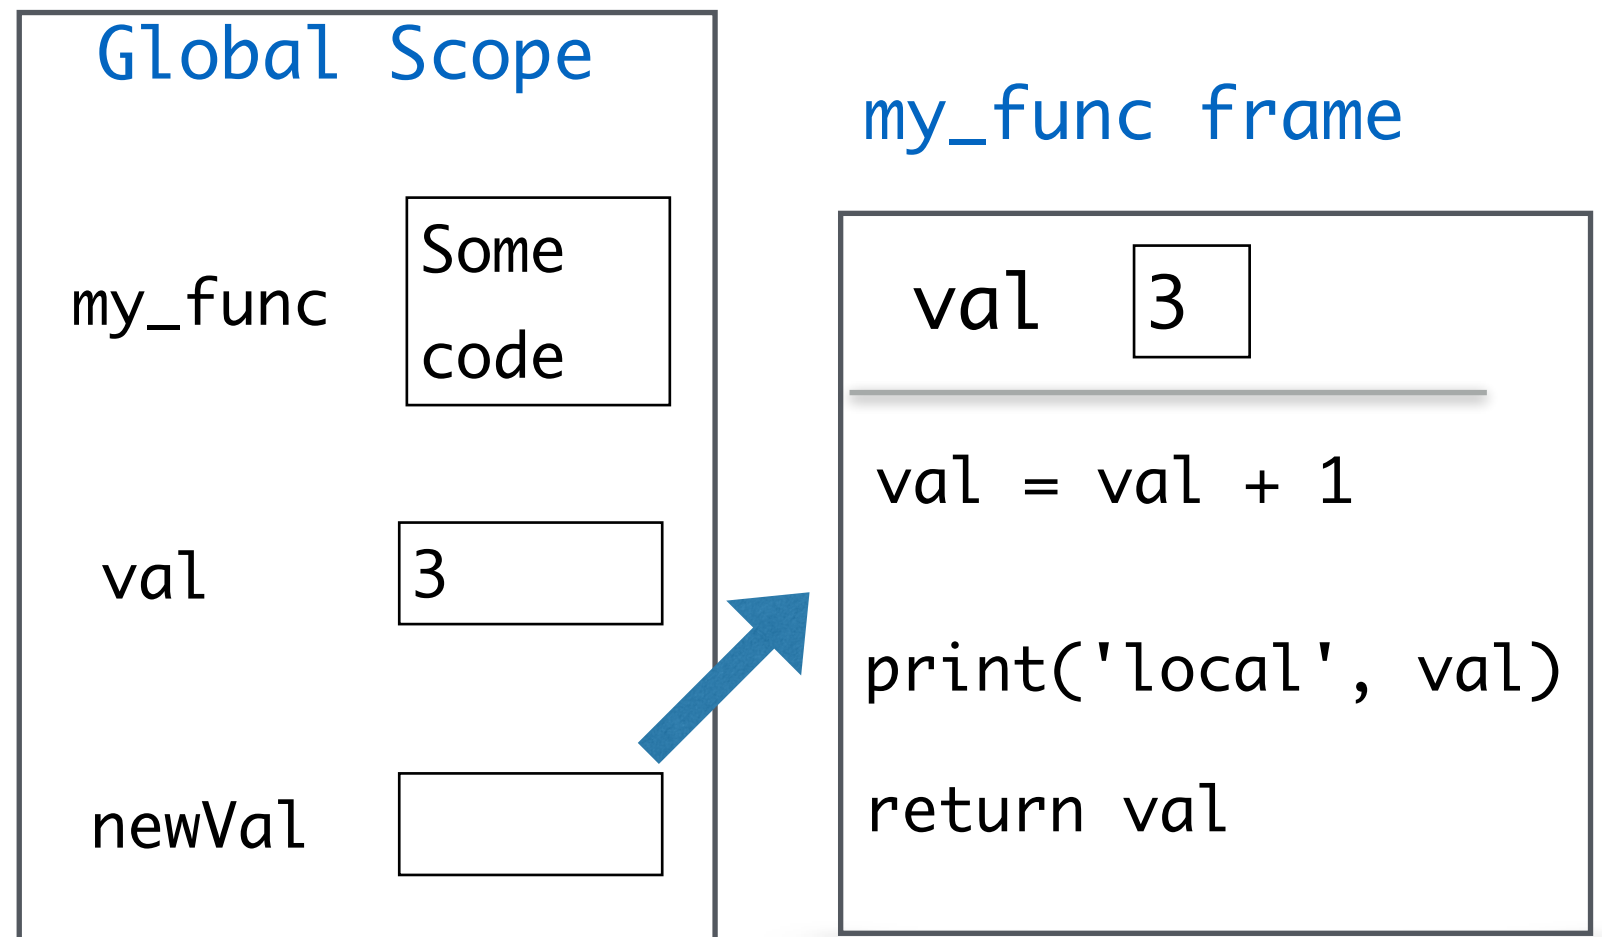 Global Scope
my_func
Some
code
val
3
newVal
my_func frame
val 3
val = val + 1
print('local', val)
return val